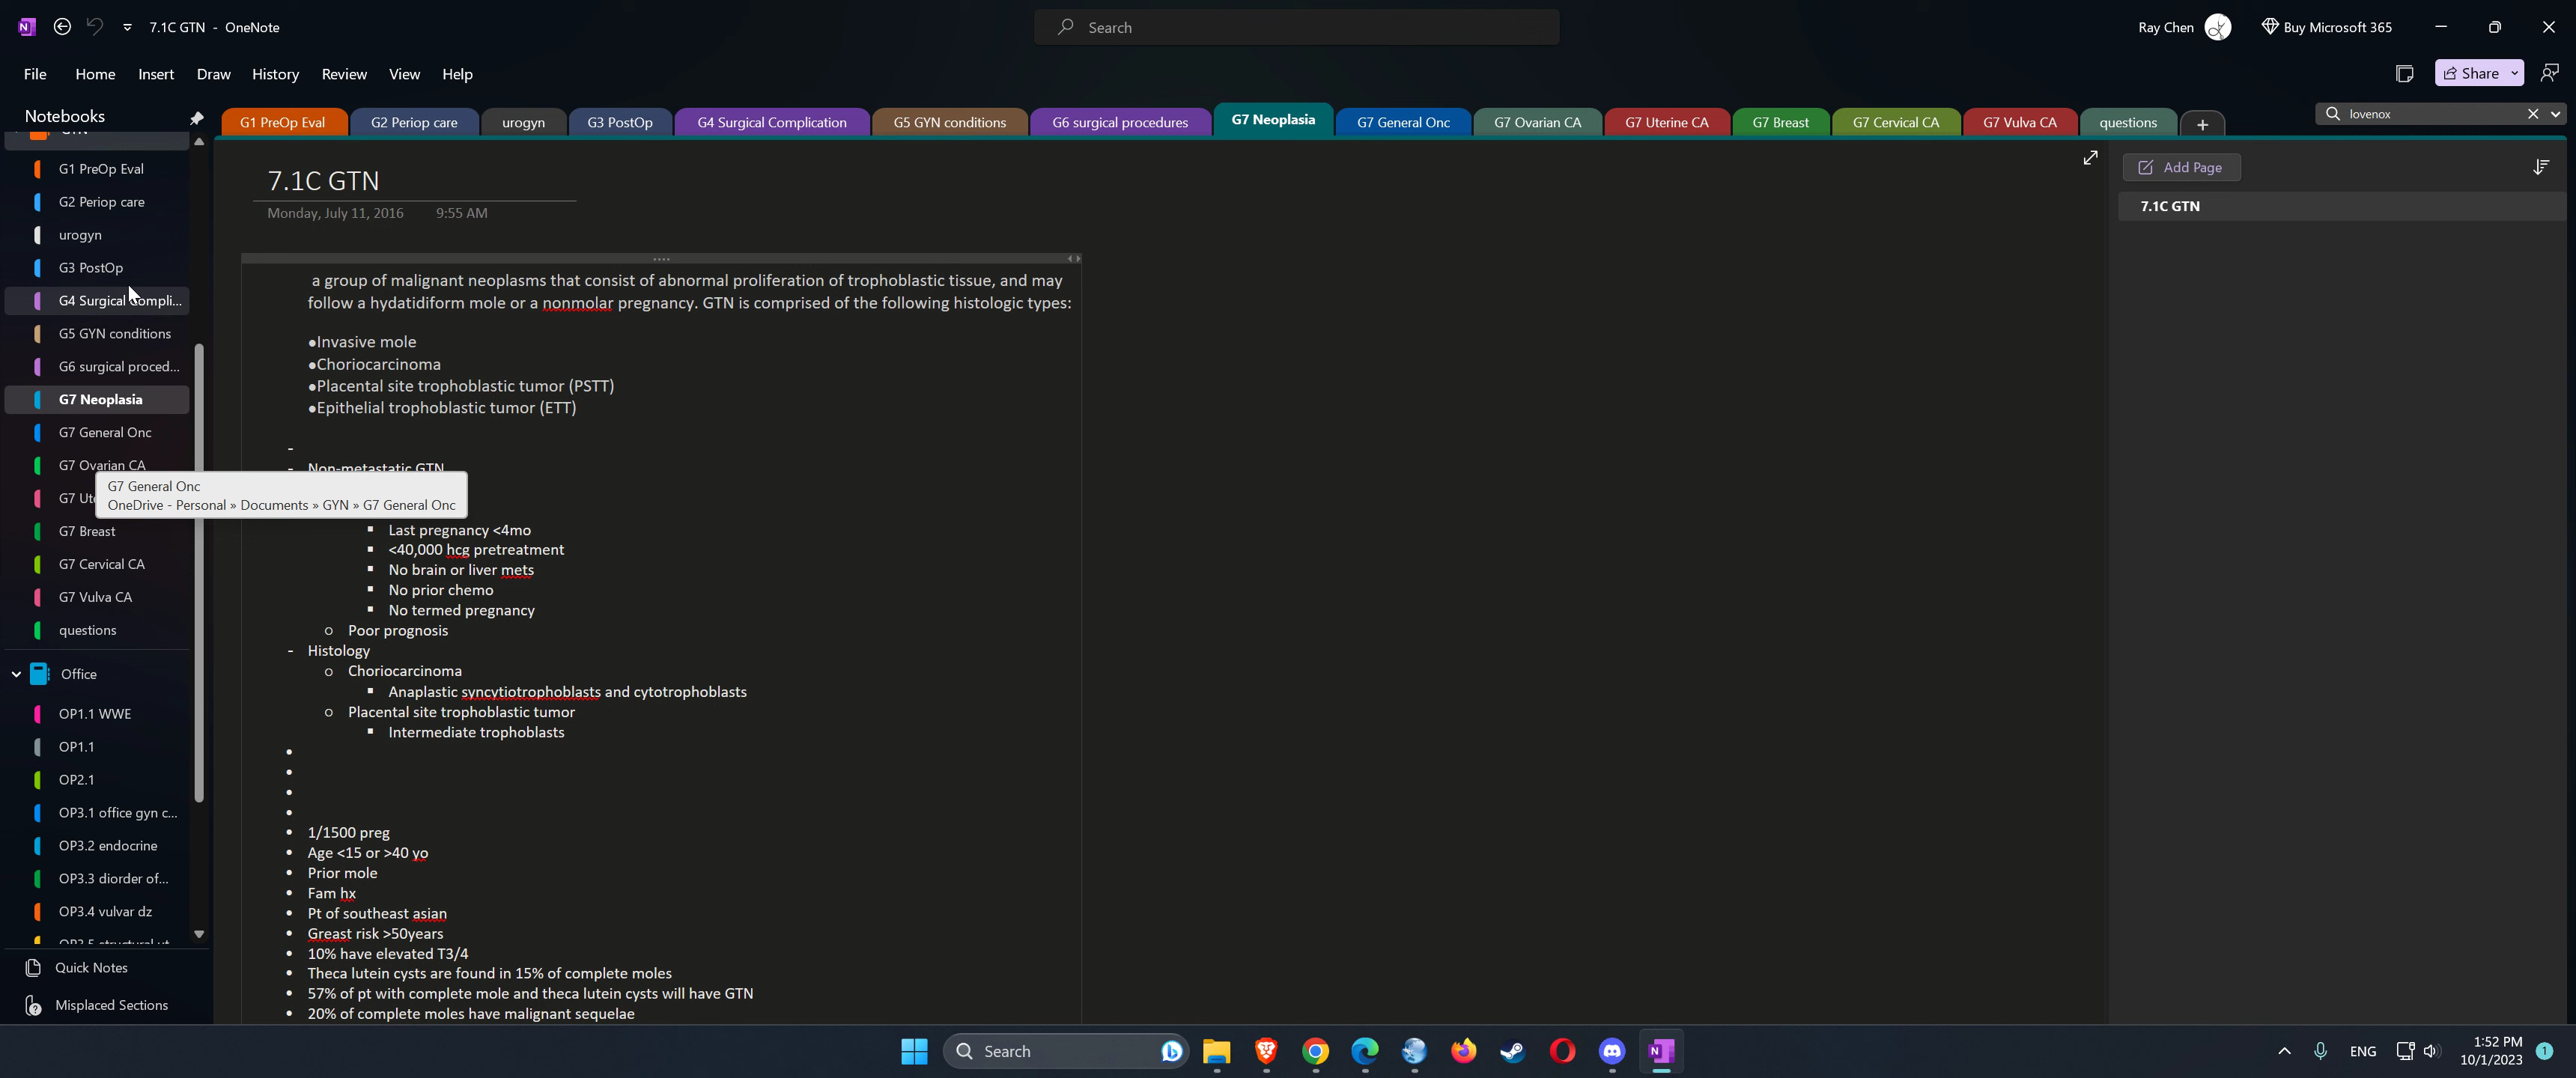 7.1C GTN - OneNote
Search
Ray Chen
Buy Microsoft 365
File Home Insert Draw History Review View Help
Share
Notebooks
G1 PreOp Eval
G2 Periop care
urogyn
G3 PostOp
G4 Surgical Complication
G5 GYN conditions
G6 surgical procedures
G7 Neoplasia
G7 General Onc
G7 Ovarian CA
G7 Uterine CA
G7 Breast
G7 Cervical CA
G7 Vulva CA
questions
+
lovenox
G1 PreOp Eval
G2 Periop care
urogyn
G3 PostOp
G4 Surgical Compli...
G5 GYN conditions
G6 surgical proced...
G7 Neoplasia
G7 General Onc
G7 Ovarian CA
G7 Ut
G7 Breast
G7 Cervical CA
G7 Vulva CA
questions
G7 General Onc
OneDrive - Personal » Documents » GYN » G7 General Onc
Office
OP1.1 WWE
OP1.1
OP2.1
OP3.1 office gyn c...
OP3.2 endocrine
OP3.3 diorder of...
OP3.4 vulvar dz
Quick Notes
Misplaced Sections
7.1C GTN
Monday, July 11, 2016 9:55 AM
a group of malignant neoplasms that consist of abnormal proliferation of trophoblastic tissue, and may
follow a hydatidiform mole or a nonmolar pregnancy. GTN is comprised of the following histologic types:
●Invasive mole
●Choriocarcinoma
●Placental site trophoblastic tumor (PSTT)
●Epithelial trophoblastic tumor (ETT)
-
- Non-metastatic GTN
▪ Last pregnancy <4mo
▪ <40,000 hcg pretreatment
▪ No brain or liver mets
▪ No prior chemo
▪ No termed pregnancy
o Poor prognosis
- Histology
o Choriocarcinoma
▪ Anaplastic syncytiotrophoblasts and cytotrophoblasts
o Placental site trophoblastic tumor
▪ Intermediate trophoblasts
•
•
•
•
• 1/1500 preg
• Age <15 or >40 yo
• Prior mole
• Fam hx
• Pt of southeast asian
• Greast risk >50years
• 10% have elevated T3/4
• Theca lutein cysts are found in 15% of complete moles
• 57% of pt with complete mole and theca lutein cysts will have GTN
• 20% of complete moles have malignant sequelae
Add Page
7.1C GTN
Search
ENG
1:52 PM
10/1/2023
1